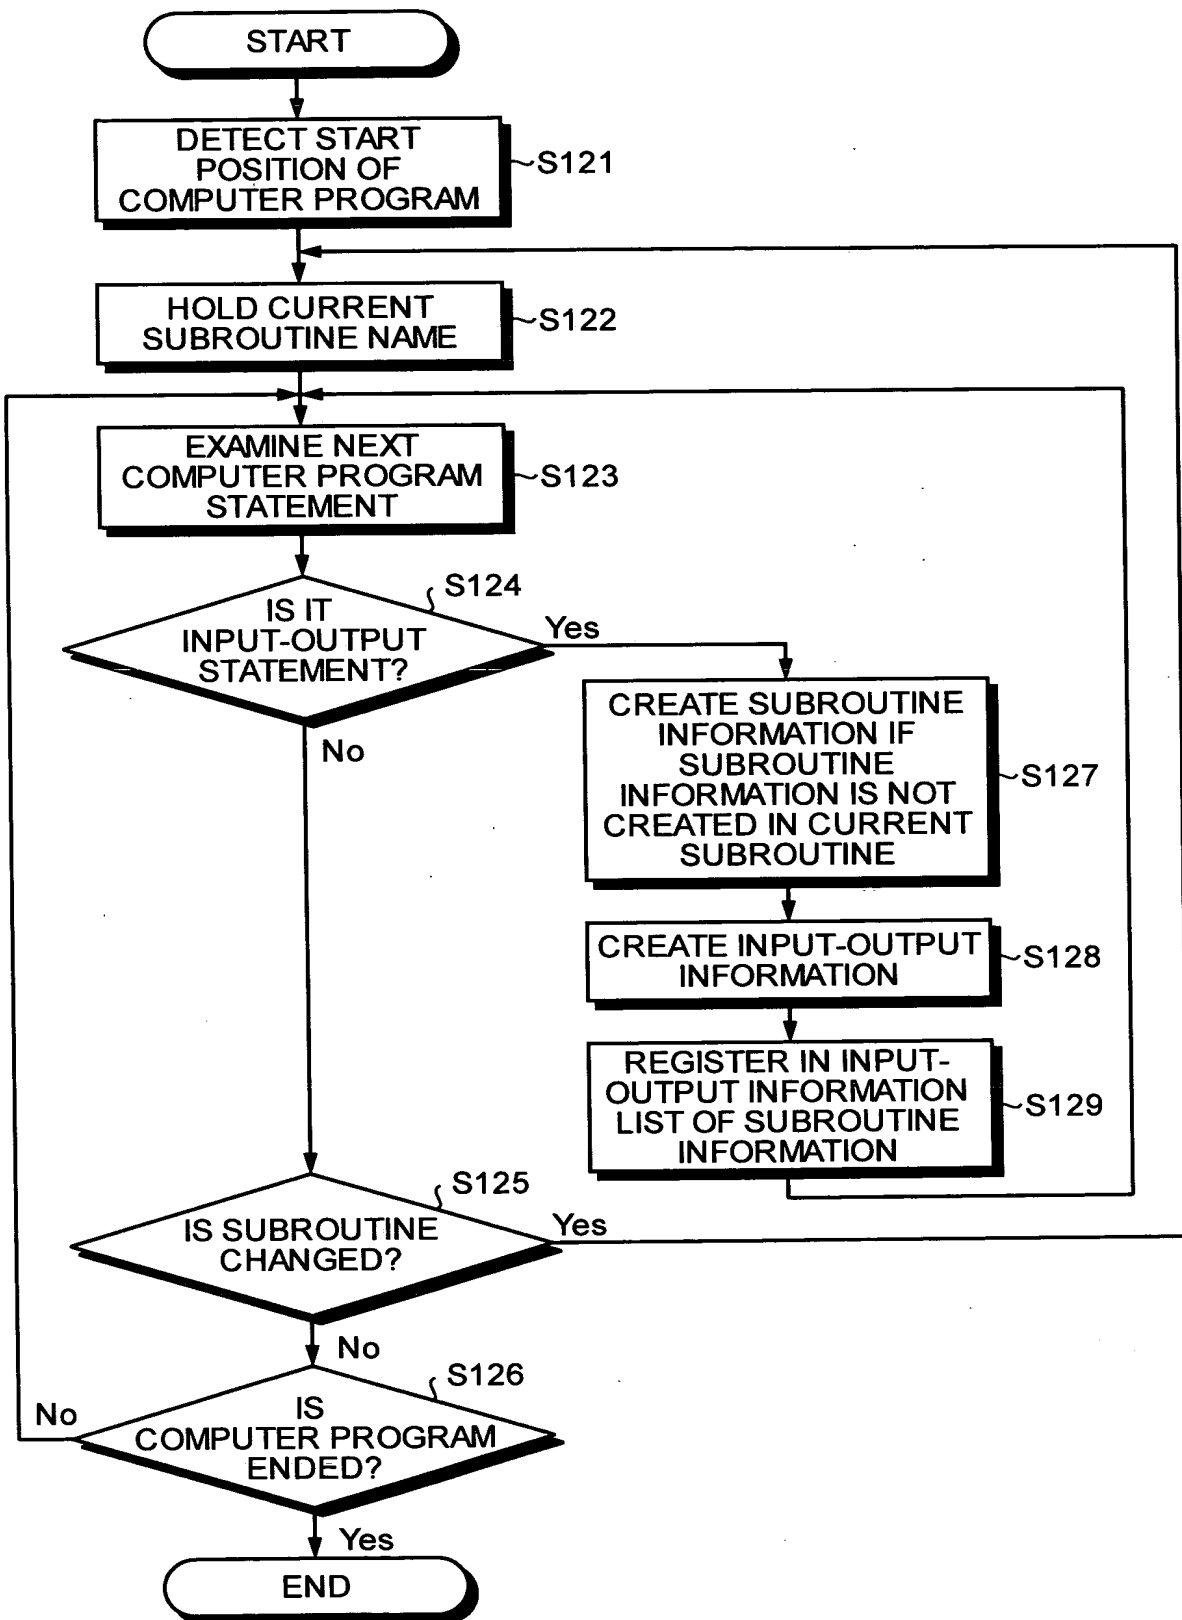 START
DETECT START
POSITION OF
COMPUTER PROGRAM
S121
HOLD CURRENT
SUBROUTINE NAME
S122
EXAMINE NEXT
COMPUTER PROGRAM
STATEMENT
S123
S124
IS IT
INPUT-OUTPUT
STATEMENT?
Yes
No
CREATE SUBROUTINE
INFORMATION IF
SUBROUTINE
INFORMATION IS NOT
CREATED IN CURRENT
SUBROUTINE
S127
CREATE INPUT-OUTPUT
INFORMATION
S128
REGISTER IN INPUT-
OUTPUT INFORMATION
LIST OF SUBROUTINE
INFORMATION
S129
S125
IS SUBROUTINE
CHANGED?
Yes
No
S126
IS
COMPUTER PROGRAM
ENDED?
No
Yes
END